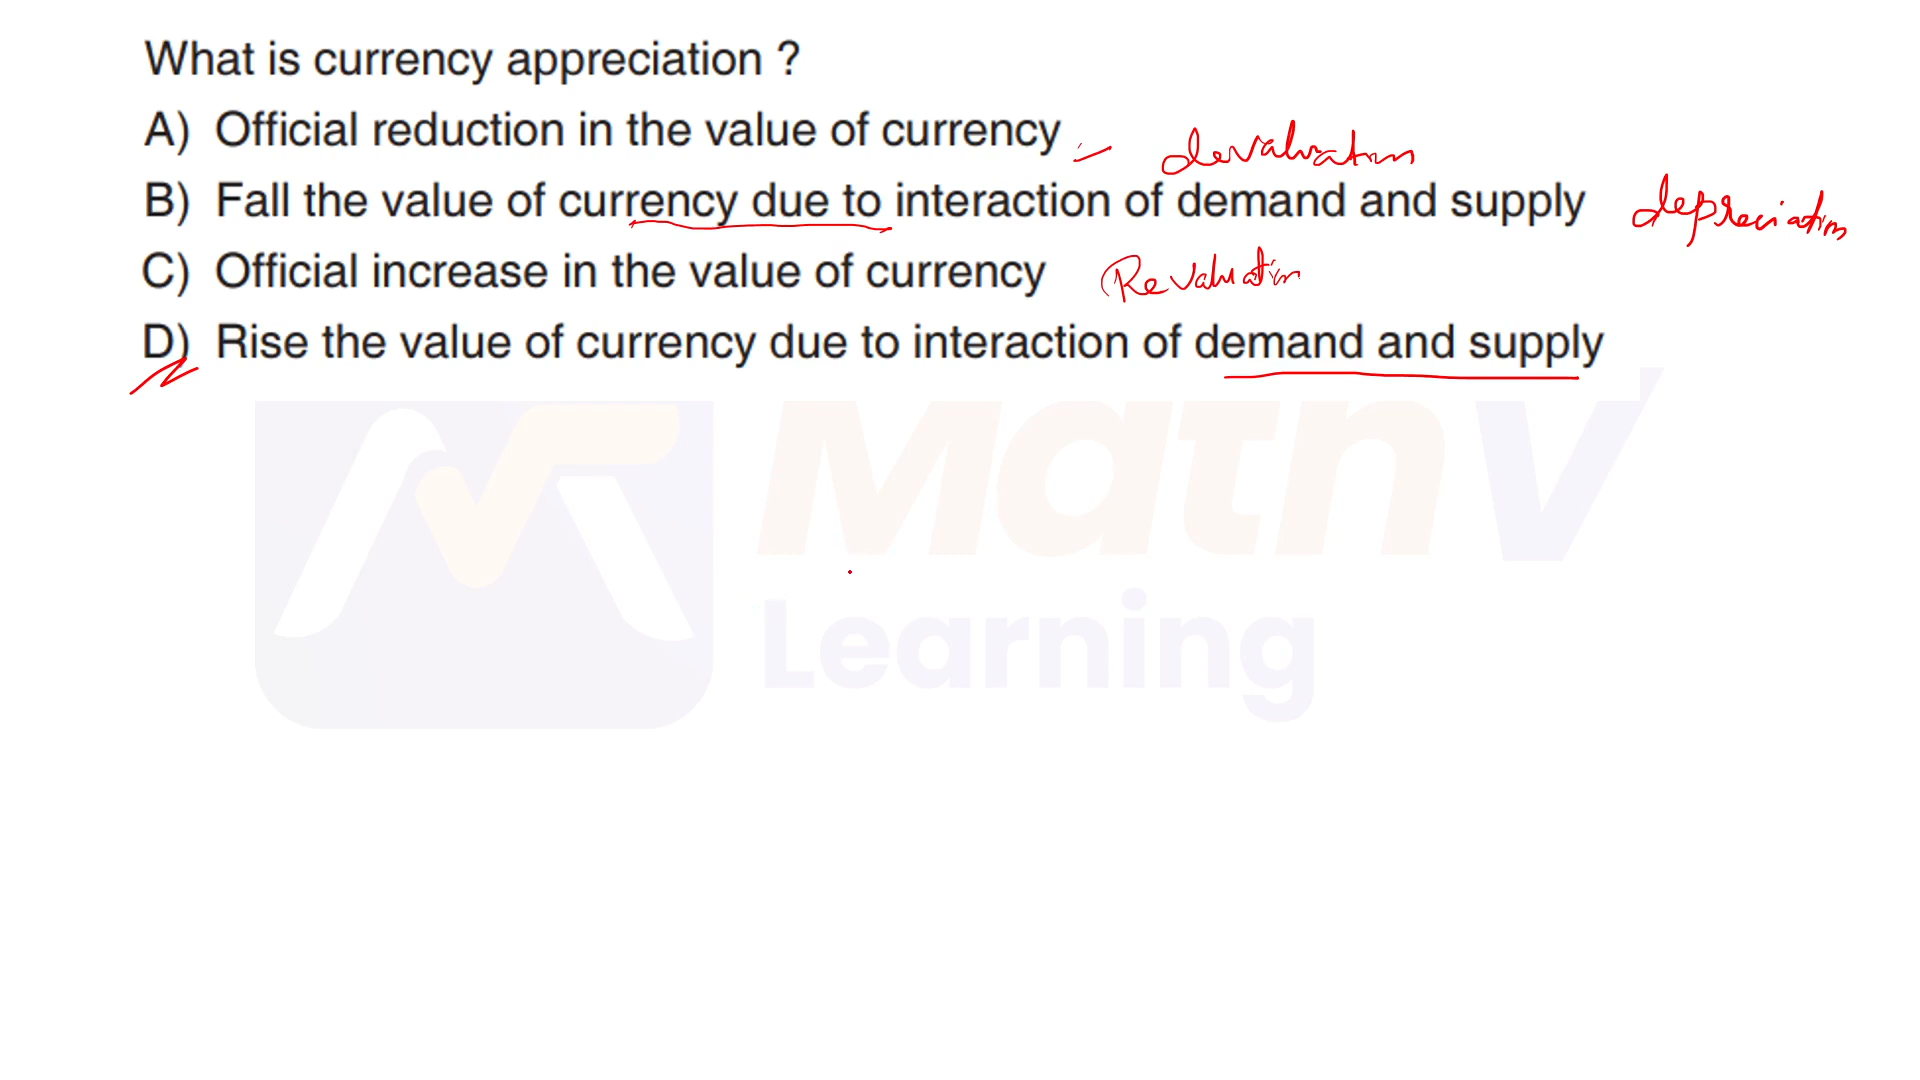 What is currency appreciation ?
A) Official reduction in the value of currency - devaluation
B) Fall the value of currency due to interaction of demand and supply depreciation
C) Official increase in the value of currency Revaluation
D) Rise the value of currency due to interaction of demand and supply
MathV
Learning